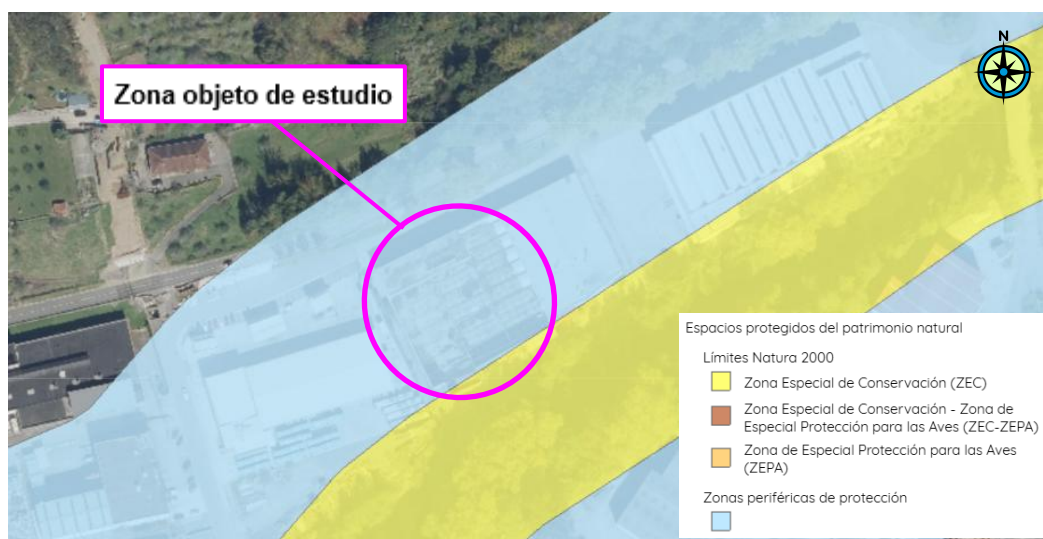 N
Zona objeto de estudio
Espacios protegidos del patrimonio natural
Límites Natura 2000
Zona Especial de Conservación (ZEC)
Zona Especial de Conservación - Zona de
Especial Protección para las Aves (ZEC-ZEPA)
Zona de Especial Protección para las Aves
(ZEPA)
Zonas periféricas de protección